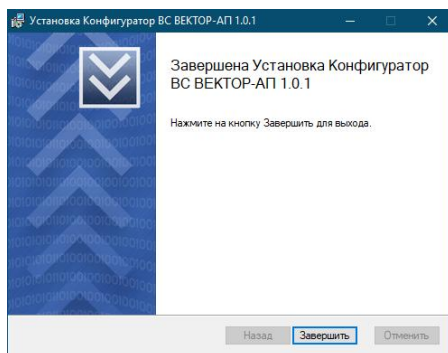 Установка Конфигуратор ВС ВЕКТОР-АП 1.0.1
Завершена Установка Конфигуратор
ВС ВЕКТОР-АП 1.0.1
Нажмите на кнопку Завершить для выхода.
Назад
Завершить
Отменить